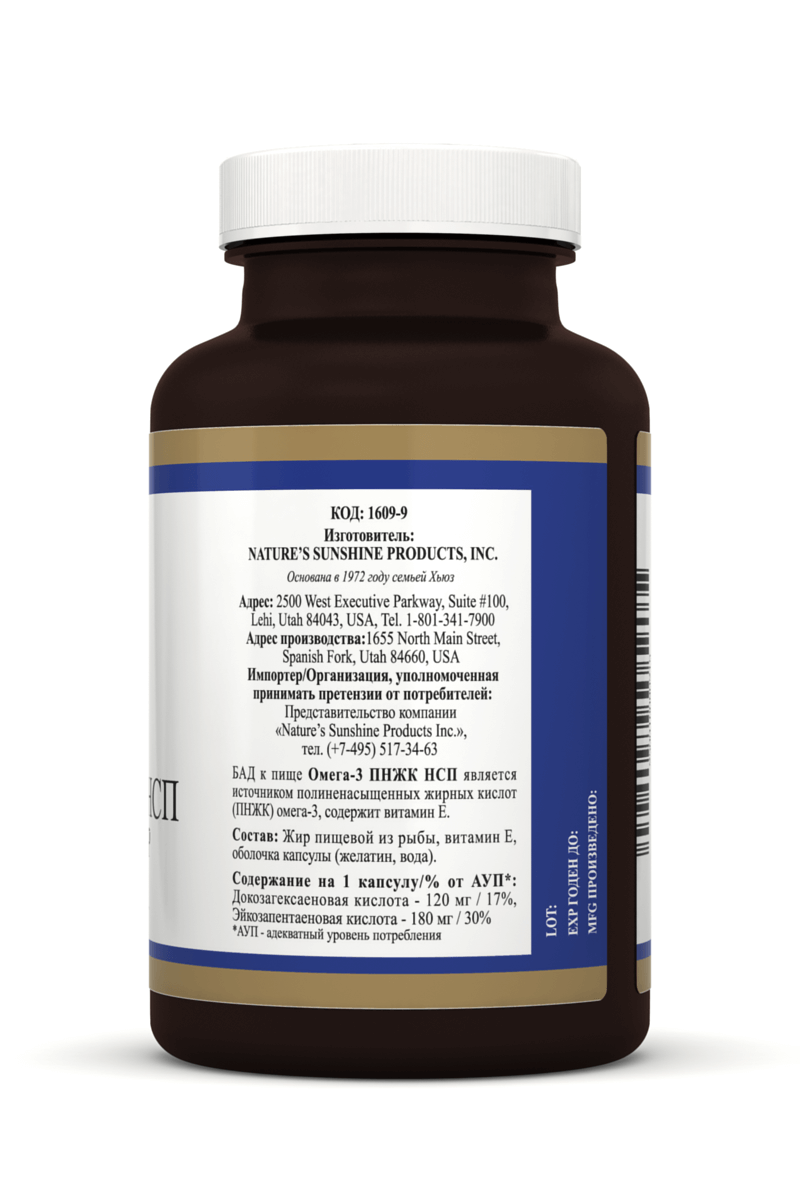 КОД: 1609-9
Изготовитель:
NATURE'S SUNSHINE PRODUCTS, INC.
Основана в 1972 году семьей Хьюз
Адрес: 2500 West Executive Parkway, Suite #100,
Lehi, Utah 84043, USA, Tel. 1-801-341-7900
Адрес производства:1655 North Main Street,
Spanish Fork, Utah 84660, USA
Импортер/Организация, уполномоченная
принимать претензии от потребителей:
Представительство компании
«Nature's Sunshine Products Inc.»,
тел. (+7-495) 517-34-63
БАД к пище Омега-3 ПНЖК НСП является
источником полиненасыщенных жирных кислот
(ПНЖК) омега-3, содержит витамин Е.
Состав: Жир пищевой из рыбы, витамин Е,
оболочка капсулы (желатин, вода).
Содержание на 1 капсулу/% от АУП*:
Докозагексаеновая кислота - 120 мг / 17%,
Эйкозапентаеновая кислота - 180 мг / 30%
*АУП - адекватный уровень потребления
НСП
LOT:
EXP ГОДЕН ДО:
MFG ПРОИЗВЕДЕНО: